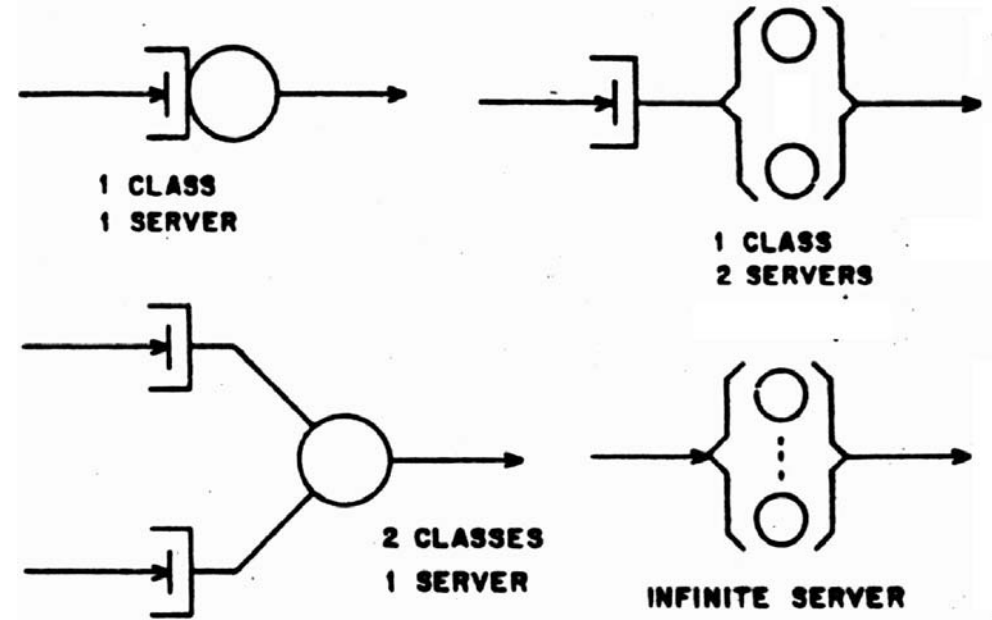 1 CLASS
1 SERVER
1 CLASS
2 SERVERS
2 CLASSES
1 SERVER
INFINITE SERVER